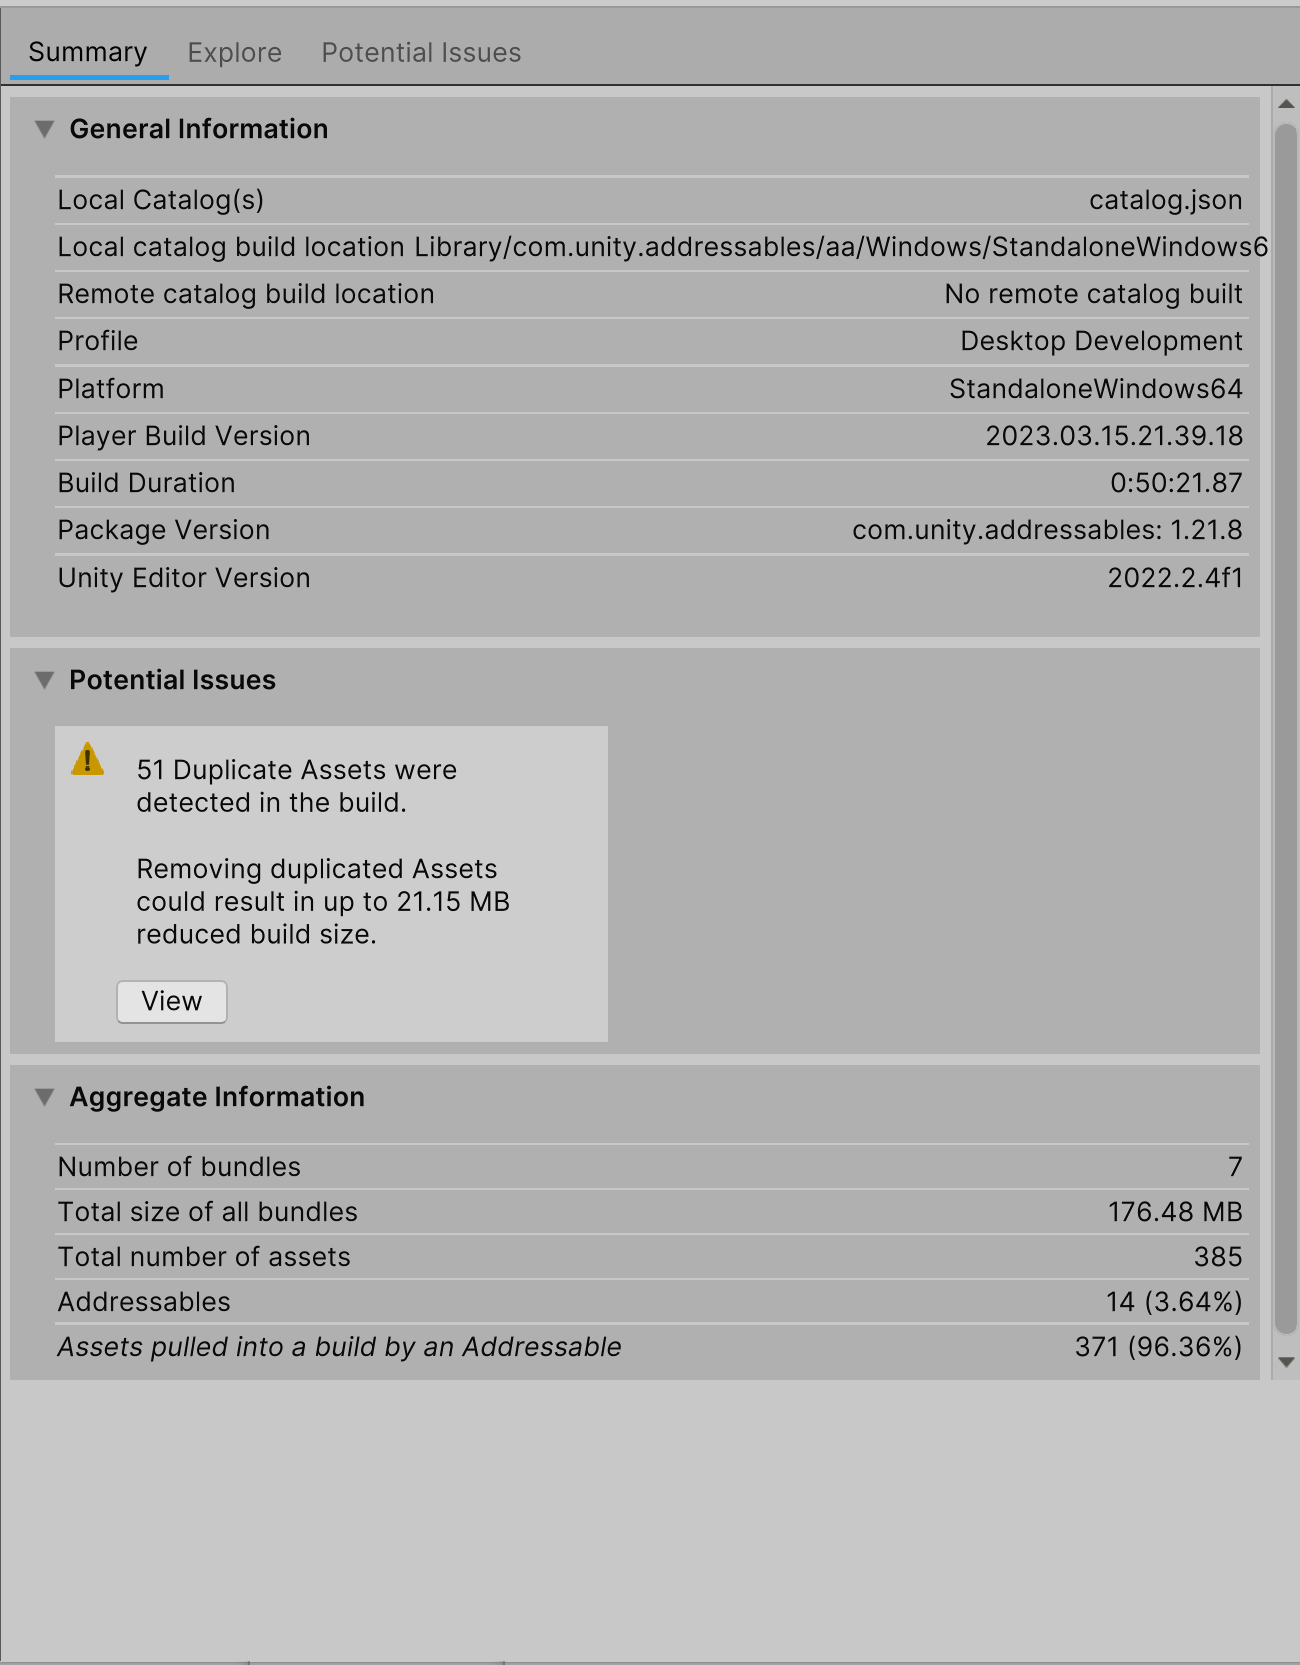 Summary Explore Potential Issues
General Information
Local Catalog(s) catalog.json
Local catalog build location Library/com.unity.addressables/aa/Windows/StandaloneWindows6
Remote catalog build location No remote catalog built
Profile Desktop Development
Platform StandaloneWindows64
Player Build Version 2023.03.15.21.39.18
Build Duration 0:50:21.87
Package Version com.unity.addressables: 1.21.8
Unity Editor Version 2022.2.4f1
Potential Issues
51 Duplicate Assets were
detected in the build.
Removing duplicated Assets
could result in up to 21.15 MB
reduced build size.
View
Aggregate Information
Number of bundles 7
Total size of all bundles 176.48 MB
Total number of assets 385
Addressables 14 (3.64%)
Assets pulled into a build by an Addressable 371 (96.36%)